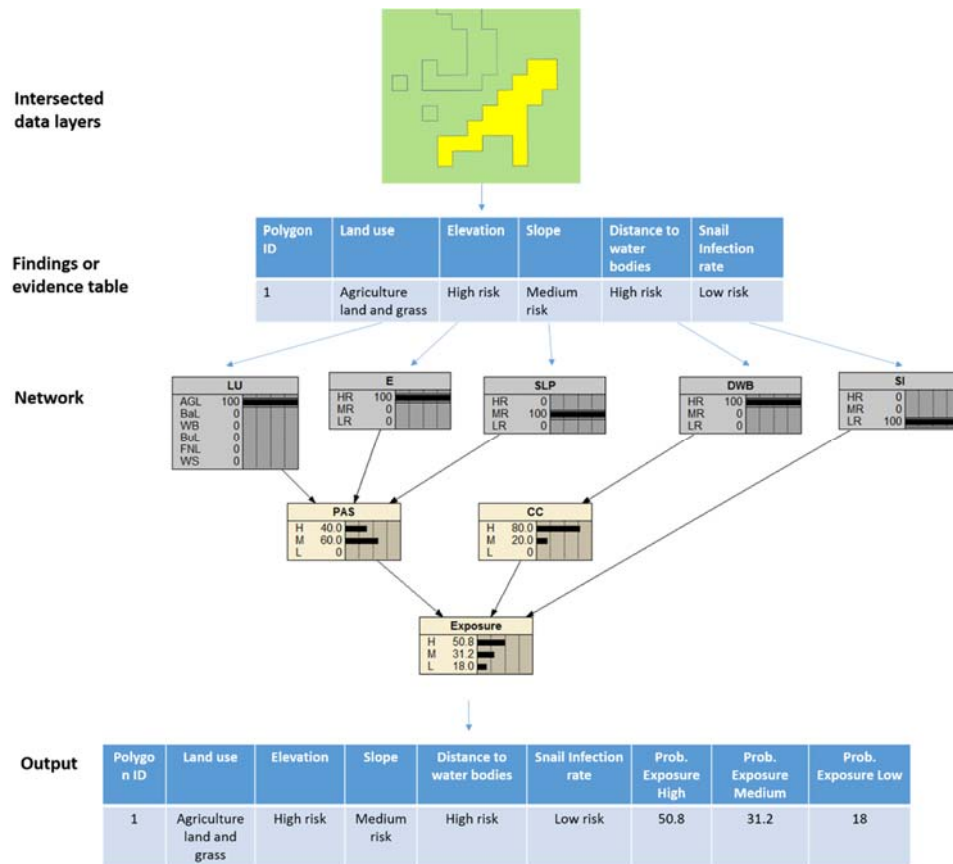 Intersected
data layers
Findings or
evidence table
Polygon
ID
Land use
Elevation
Slope
Distance to
water
bodies
Snail
Infection
rate
1
Agriculture
land and grass
High risk
Medium
risk
High risk
Low risk
Network
LU
AGL 100
BaL 0
WB 0
BuL 0
FNL 0
WS 0
E
HR 100
MR 0
LR 0
SLP
HR 0
MR 100
LR 0
DWB
HR 100
MR 0
LR 0
SI
HR 0
MR 0
LR 100
PAS
H 40.0
M 60.0
L 0
CC
H 80.0
M 20.0
L 0
Exposure
H 50.8
M 31.2
L 18.0
Output
Polygo
n ID
Land use
Elevation
Slope
Distance to
water bodies
Snail Infection
rate
Prob.
Exposure
High
Prob.
Exposure
Medium
Prob.
Exposure Low
1
Agriculture
land and
grass
High risk
Medium
risk
High risk
Low risk
50.8
31.2
18